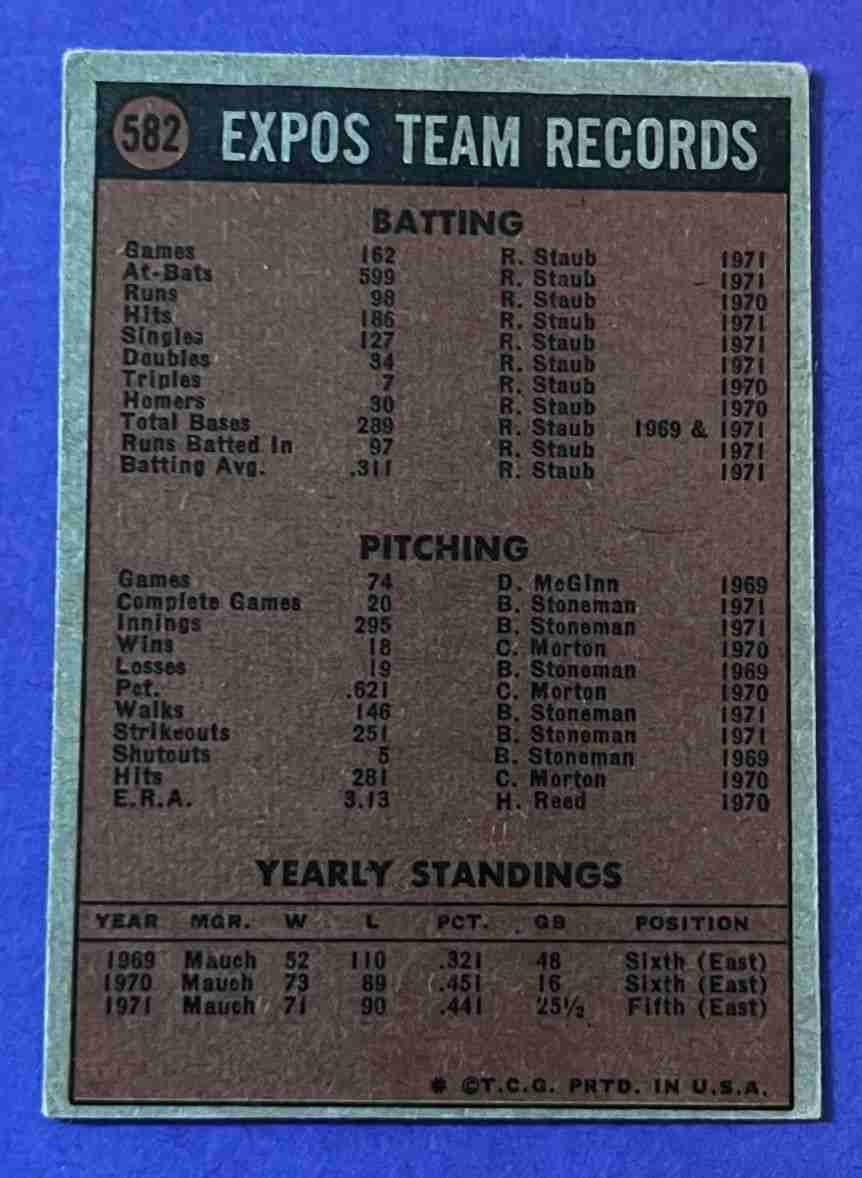 582 EXPOS TEAM RECORDS
BATTING
Games 162 R. Staub 1971
At-Bats 599 R. Staub 1971
Runs 98 R. Staub 1970
Hits 186 R. Staub 1971
Singles 127 R. Staub 1971
Doubles 34 R. Staub 1971
Triples 7 R. Staub 1970
Homers 30 R. Staub 1970
Total Bases 289 R. Staub 1969 & 1971
Runs Batted In 97 R. Staub 1971
Batting Avg. .311 R. Staub 1971
PITCHING
Games 74 D. McGinn 1969
Complete Games 20 B. Stoneman 1971
Innings 295 B. Stoneman 1971
Wins 18 C. Morton 1970
Losses 19 B. Stoneman 1969
Pct. .621 C. Morton 1970
Walks 146 B. Stoneman 1971
Strikeouts 251 B. Stoneman 1971
Shutouts 5 B. Stoneman 1969
Hits 281 C. Morton 1970
E.R.A. 3.13 H. Reed 1970
YEARLY STANDINGS
YEAR MGR. W L PCT. GB POSITION
1969 Mauch 52 110 .321 48 Sixth (East)
1970 Mauch 73 89 .451 16 Sixth (East)
1971 Mauch 71 90 .441 25½ Fifth (East)
* ©T.C.G. PRTD. IN U.S.A.